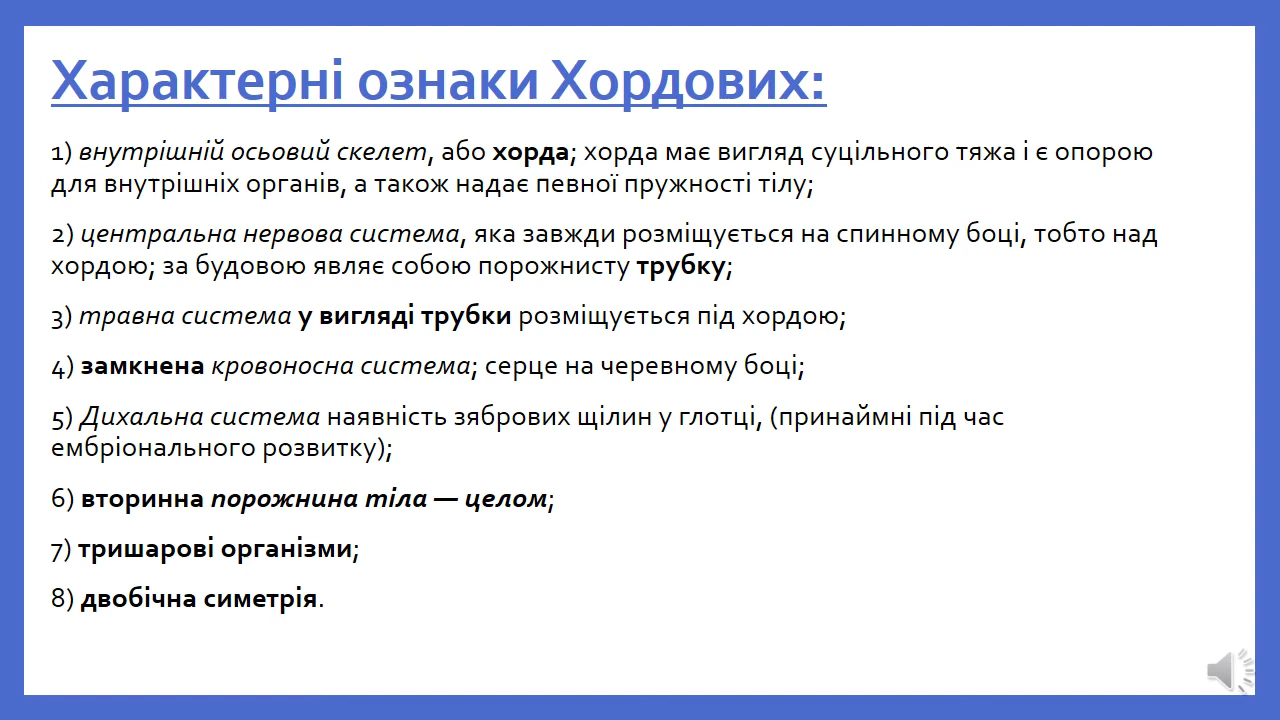 Характерні ознаки Хордових:
1) внутрішній осьовий скелет, або хорда; хорда має вигляд суцільного тяжа і є опорою
для внутрішніх органів, а також надає певної пружності тілу;
2) центральна нервова система, яка завжди розміщується на спинному боці, тобто над
хордою; за будовою являє собою порожнисту трубку;
3) травна система у вигляді трубки розміщується під хордою;
4) замкнена кровоносна система; серце на черевному боці;
5) Дихальна система наявність зябрових щілин у глотці, (принаймні під час
ембріонального розвитку);
6) вторинна порожнина тіла — целом;
7) тришарові організми;
8) двобічна симетрія.